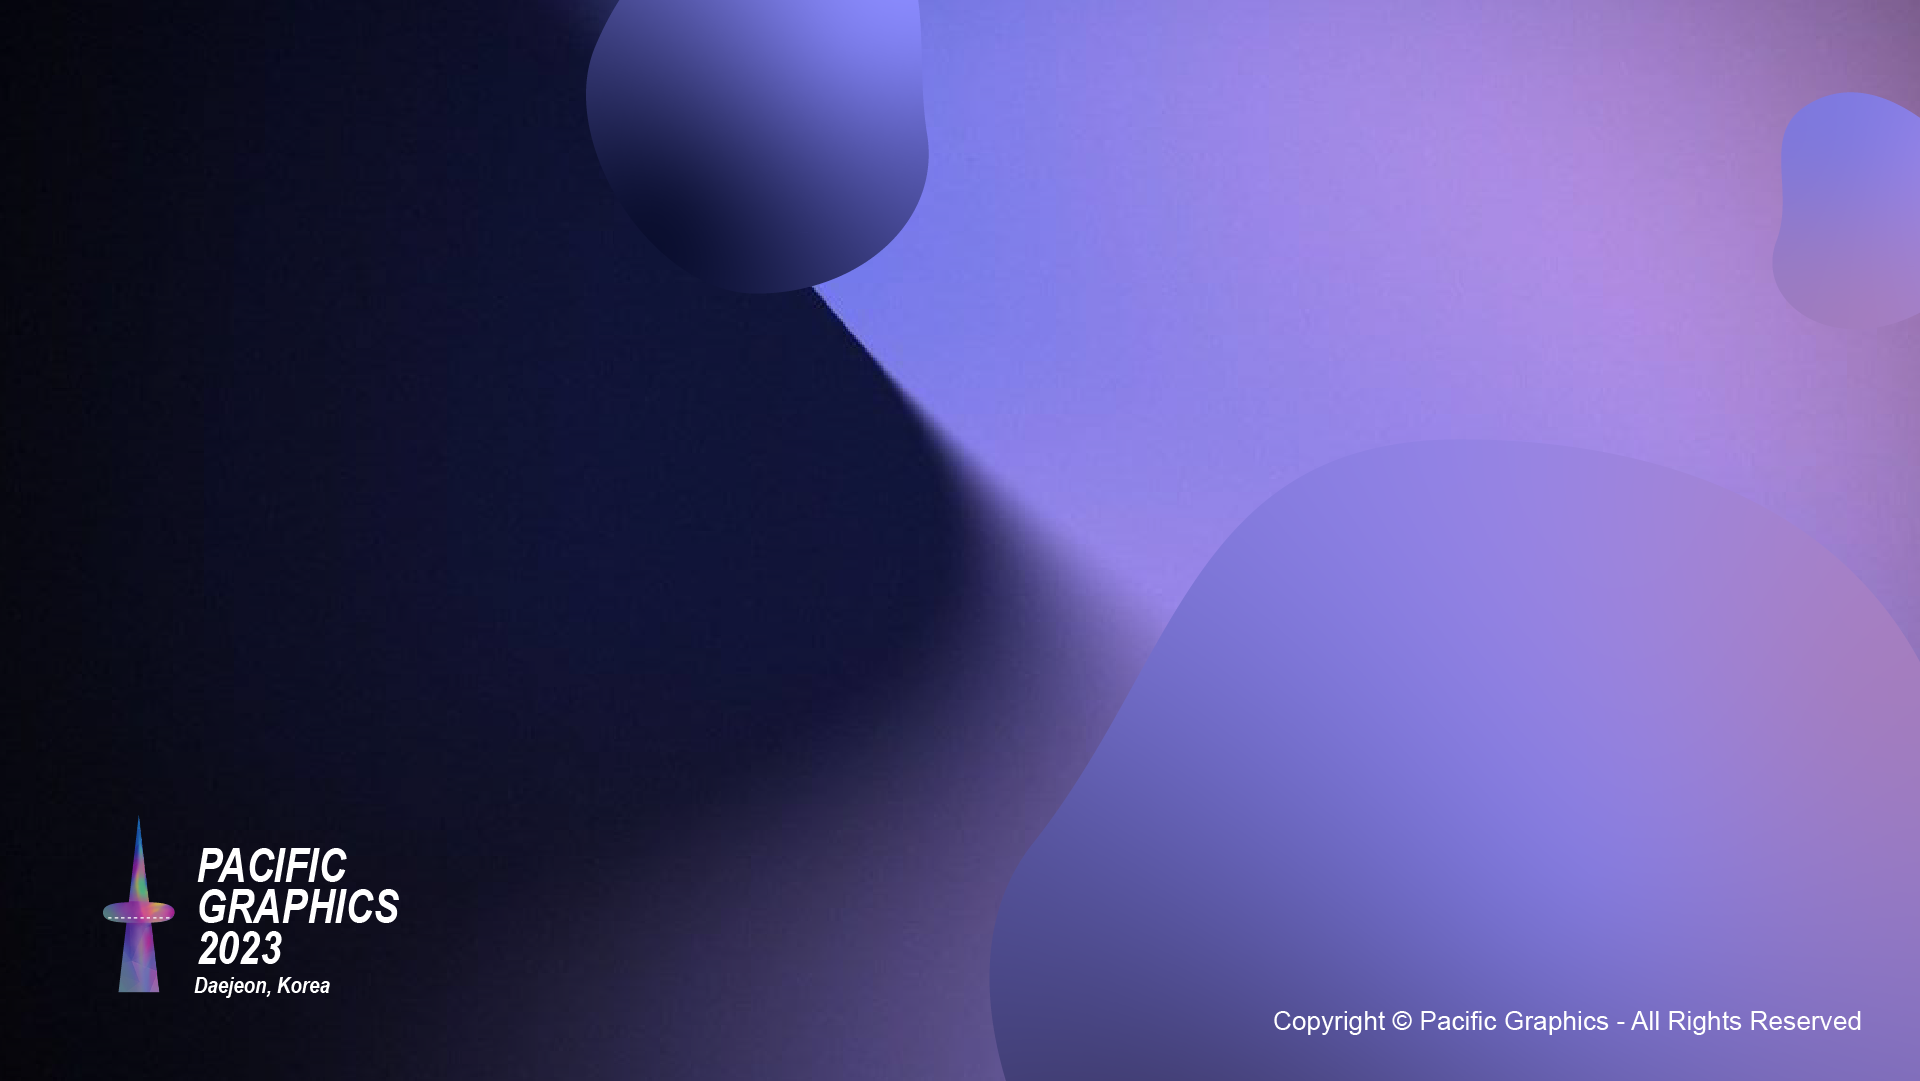 PACIFIC
GRAPHICS
2023
Daejeon, Korea
Copyright © Pacific Graphics - All Rights Reserved